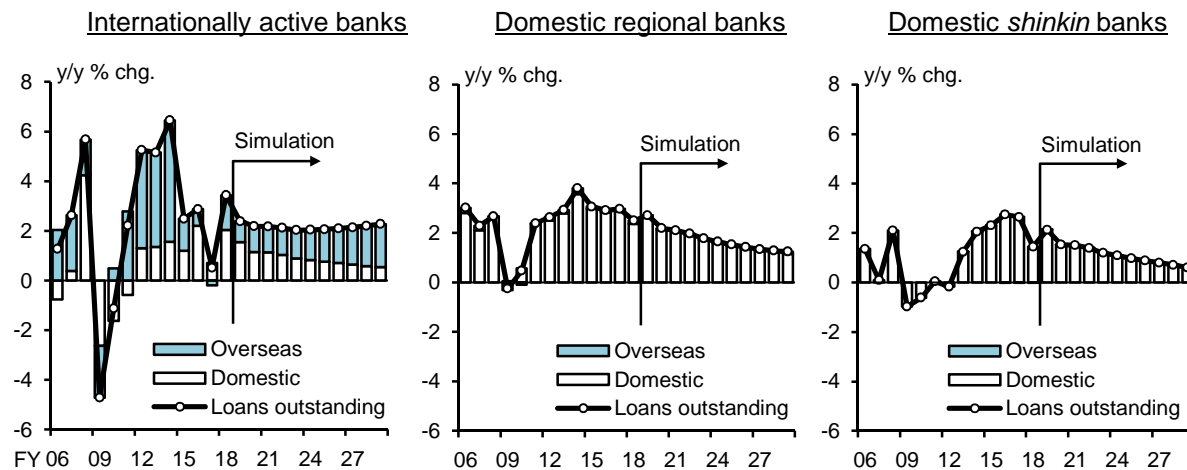 Internationally active banks
y/y % chg.
8
6
4
2
0
-2
-4
-6
Simulation
Overseas
Domestic
Loans outstanding
FY 06 09 12 15 18 21 24 27
Domestic regional banks
y/y % chg.
8
6
4
2
0
-2
-4
-6
Simulation
Overseas
Domestic
Loans outstanding
06 09 12 15 18 21 24 27
Domestic shinkin banks
y/y % chg.
8
6
4
2
0
-2
-4
-6
Simulation
Overseas
Domestic
Loans outstanding
06 09 12 15 18 21 24 27